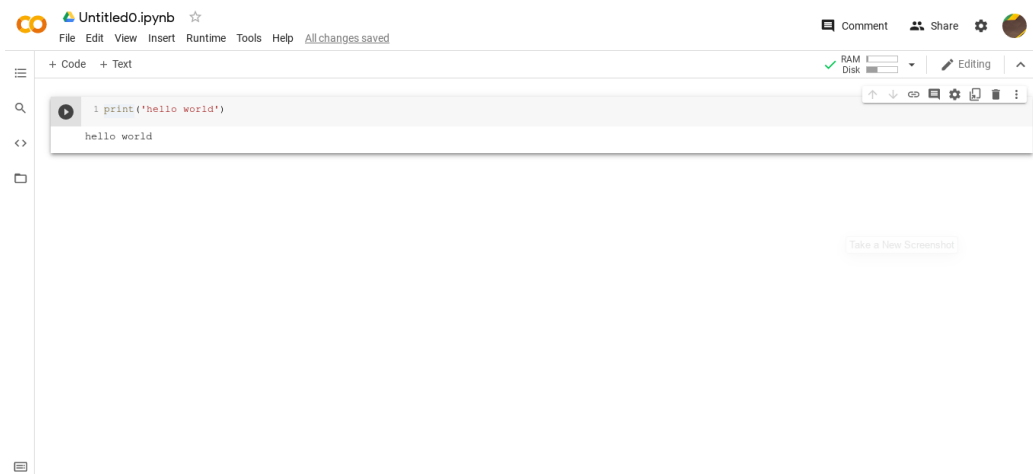 Untitled0.ipynb
File Edit View Insert Runtime Tools Help All changes saved
Comment Share
+ Code + Text
RAM
Disk
Editing
1 print('hello world')
hello world
Take a New Screenshot